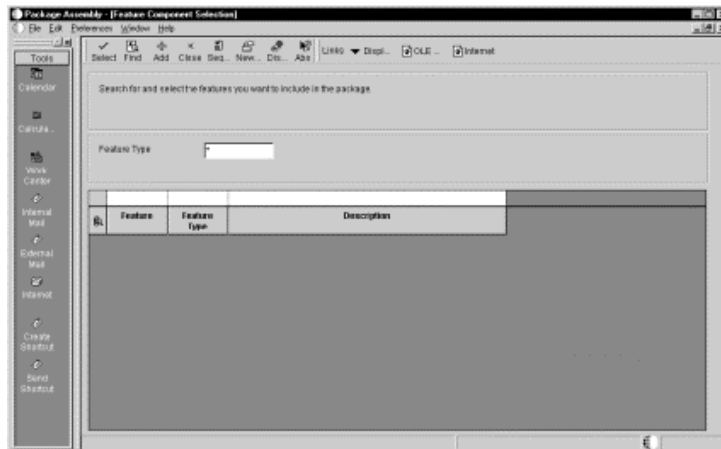 Package Assembly - [Feature Component Selection]
File Edit Preferences Window Help
Tools
Select Find Add Close Seq... New... Dis... Abo Links Displ... OLE ... Internet
Calendar
Search for and select the features you want to include in the package.
Calcula...
Feature Type *
Work
Center
Internal
Mail
Feature Feature Type Description
External
Mail
Internet
Create
Shortcut
Send
Shortcut